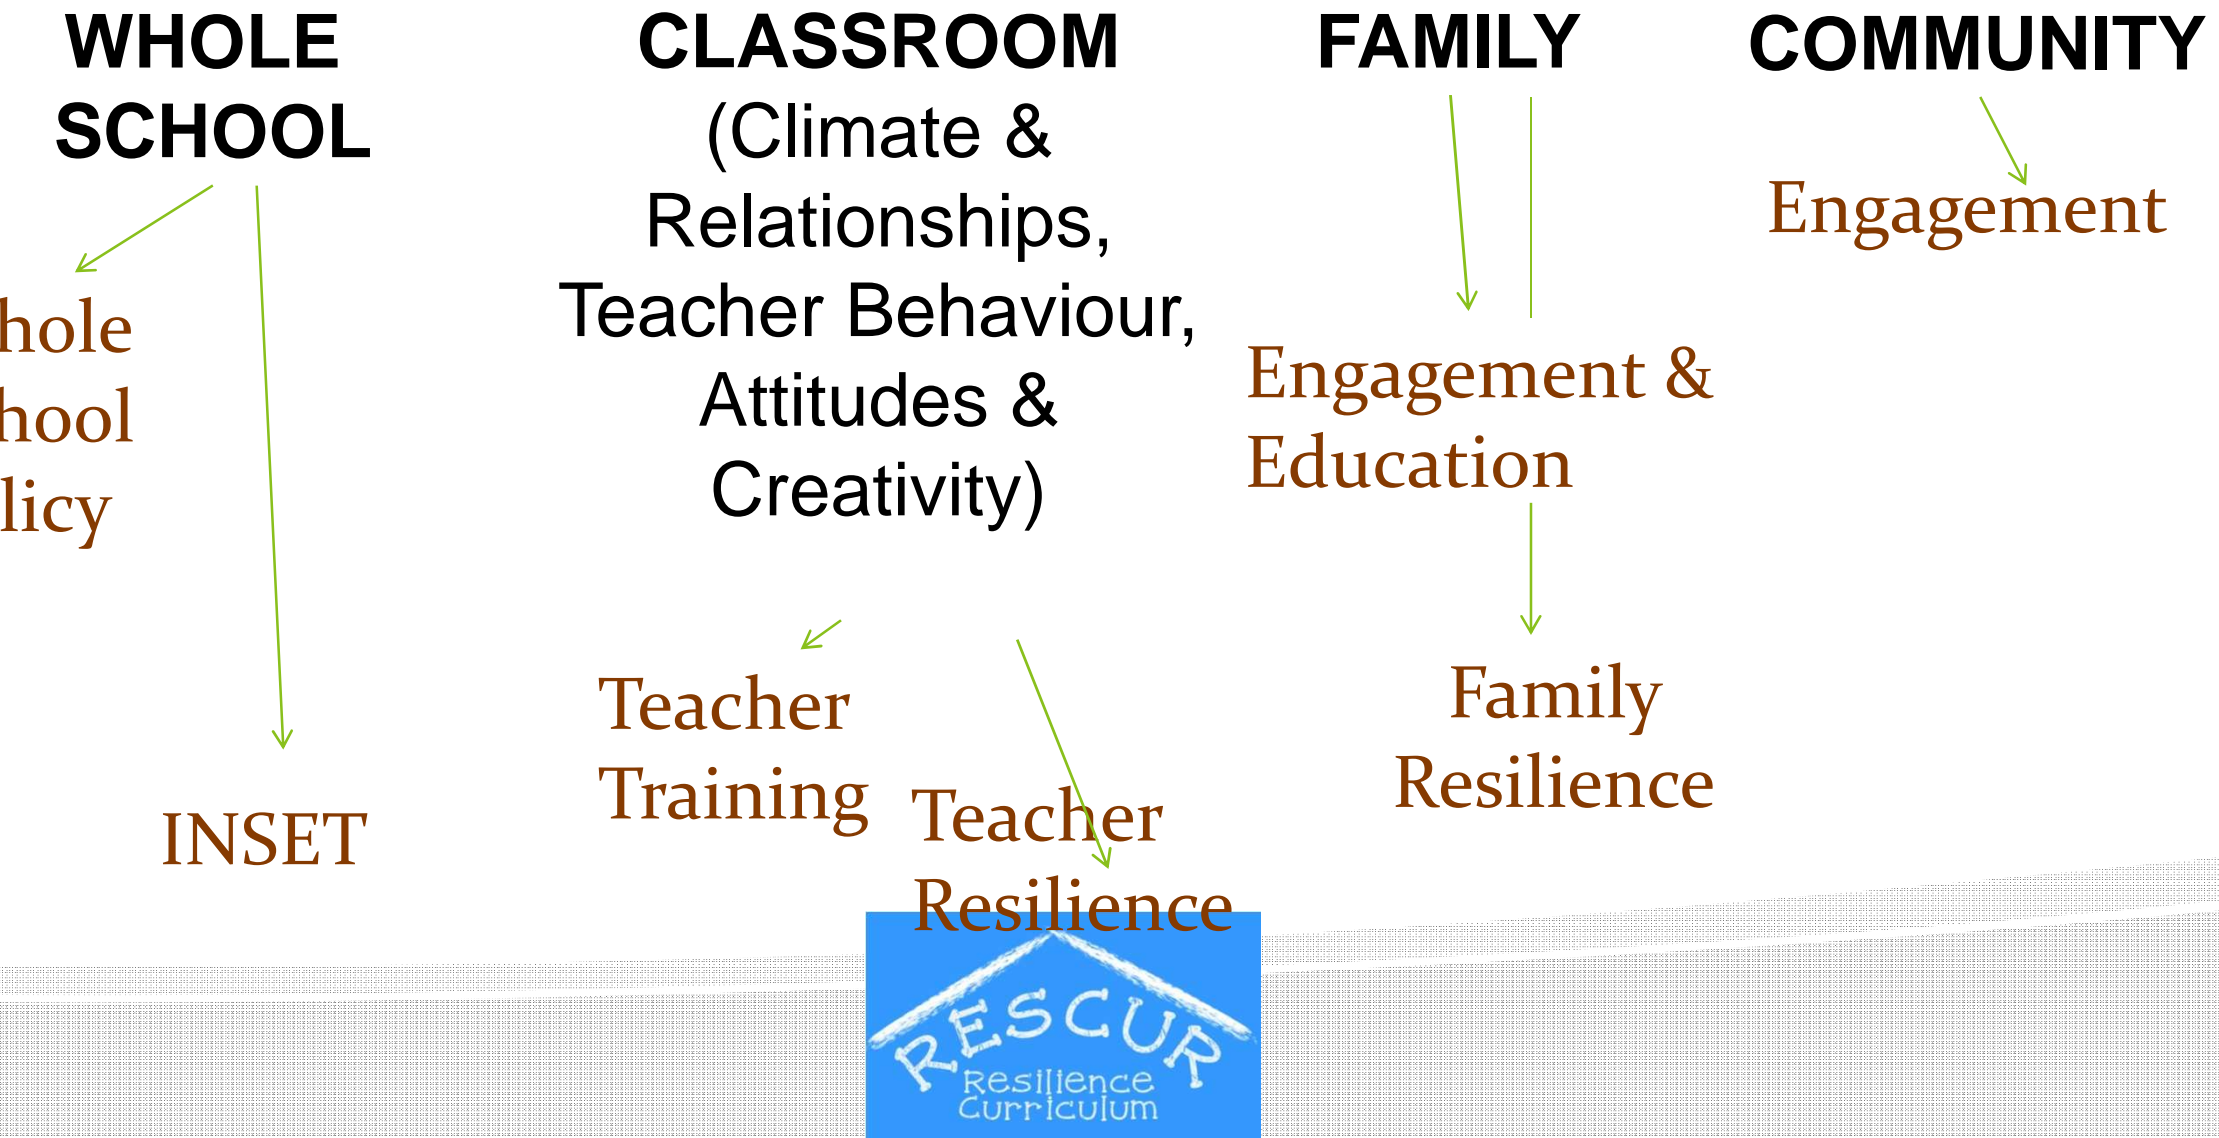 WHOLE
SCHOOL
hole
hool
licy
INSET
CLASSROOM
(Climate &
Relationships,
Teacher Behaviour,
Attitudes &
Creativity)
Teacher
Training
Teacher
Resilience
FAMILY
Engagement &
Education
Family
Resilience
COMMUNITY
Engagement
RESCUR
Resilience
Curriculum